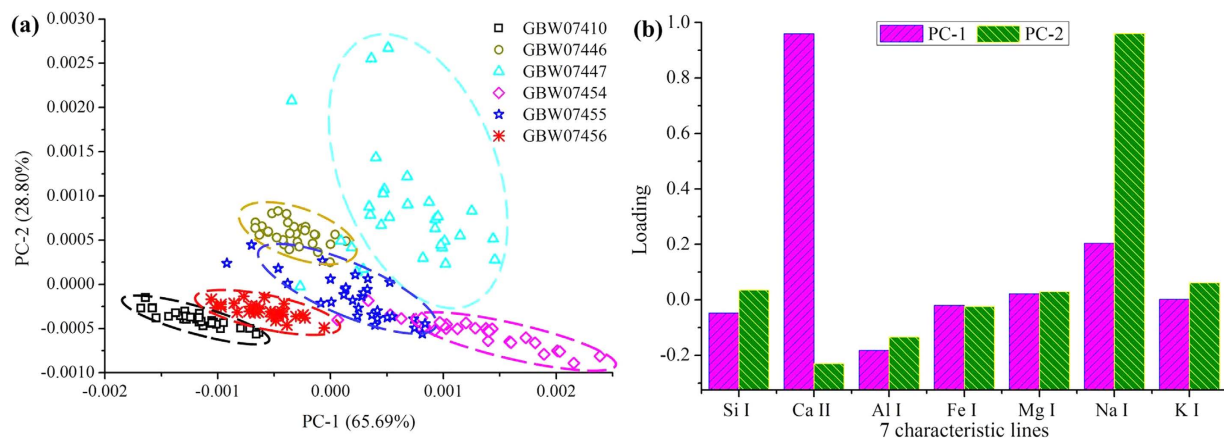 (a)
GBW07410
GBW07446
GBW07447
GBW07454
GBW07455
GBW07456
0.0030
0.0025
0.0020
0.0015
0.0010
0.0005
0.0000
-0.0005
-0.0010
PC-2 (28.80%)
-0.002
-0.001
0.000
0.001
0.002
PC-1 (65.69%)
(b)
PC-1
PC-2
1.0
0.8
0.6
0.4
0.2
0.0
-0.2
Loading
Si I
Ca II
Al I
Fe I
Mg I
Na I
K I
7 characteristic lines